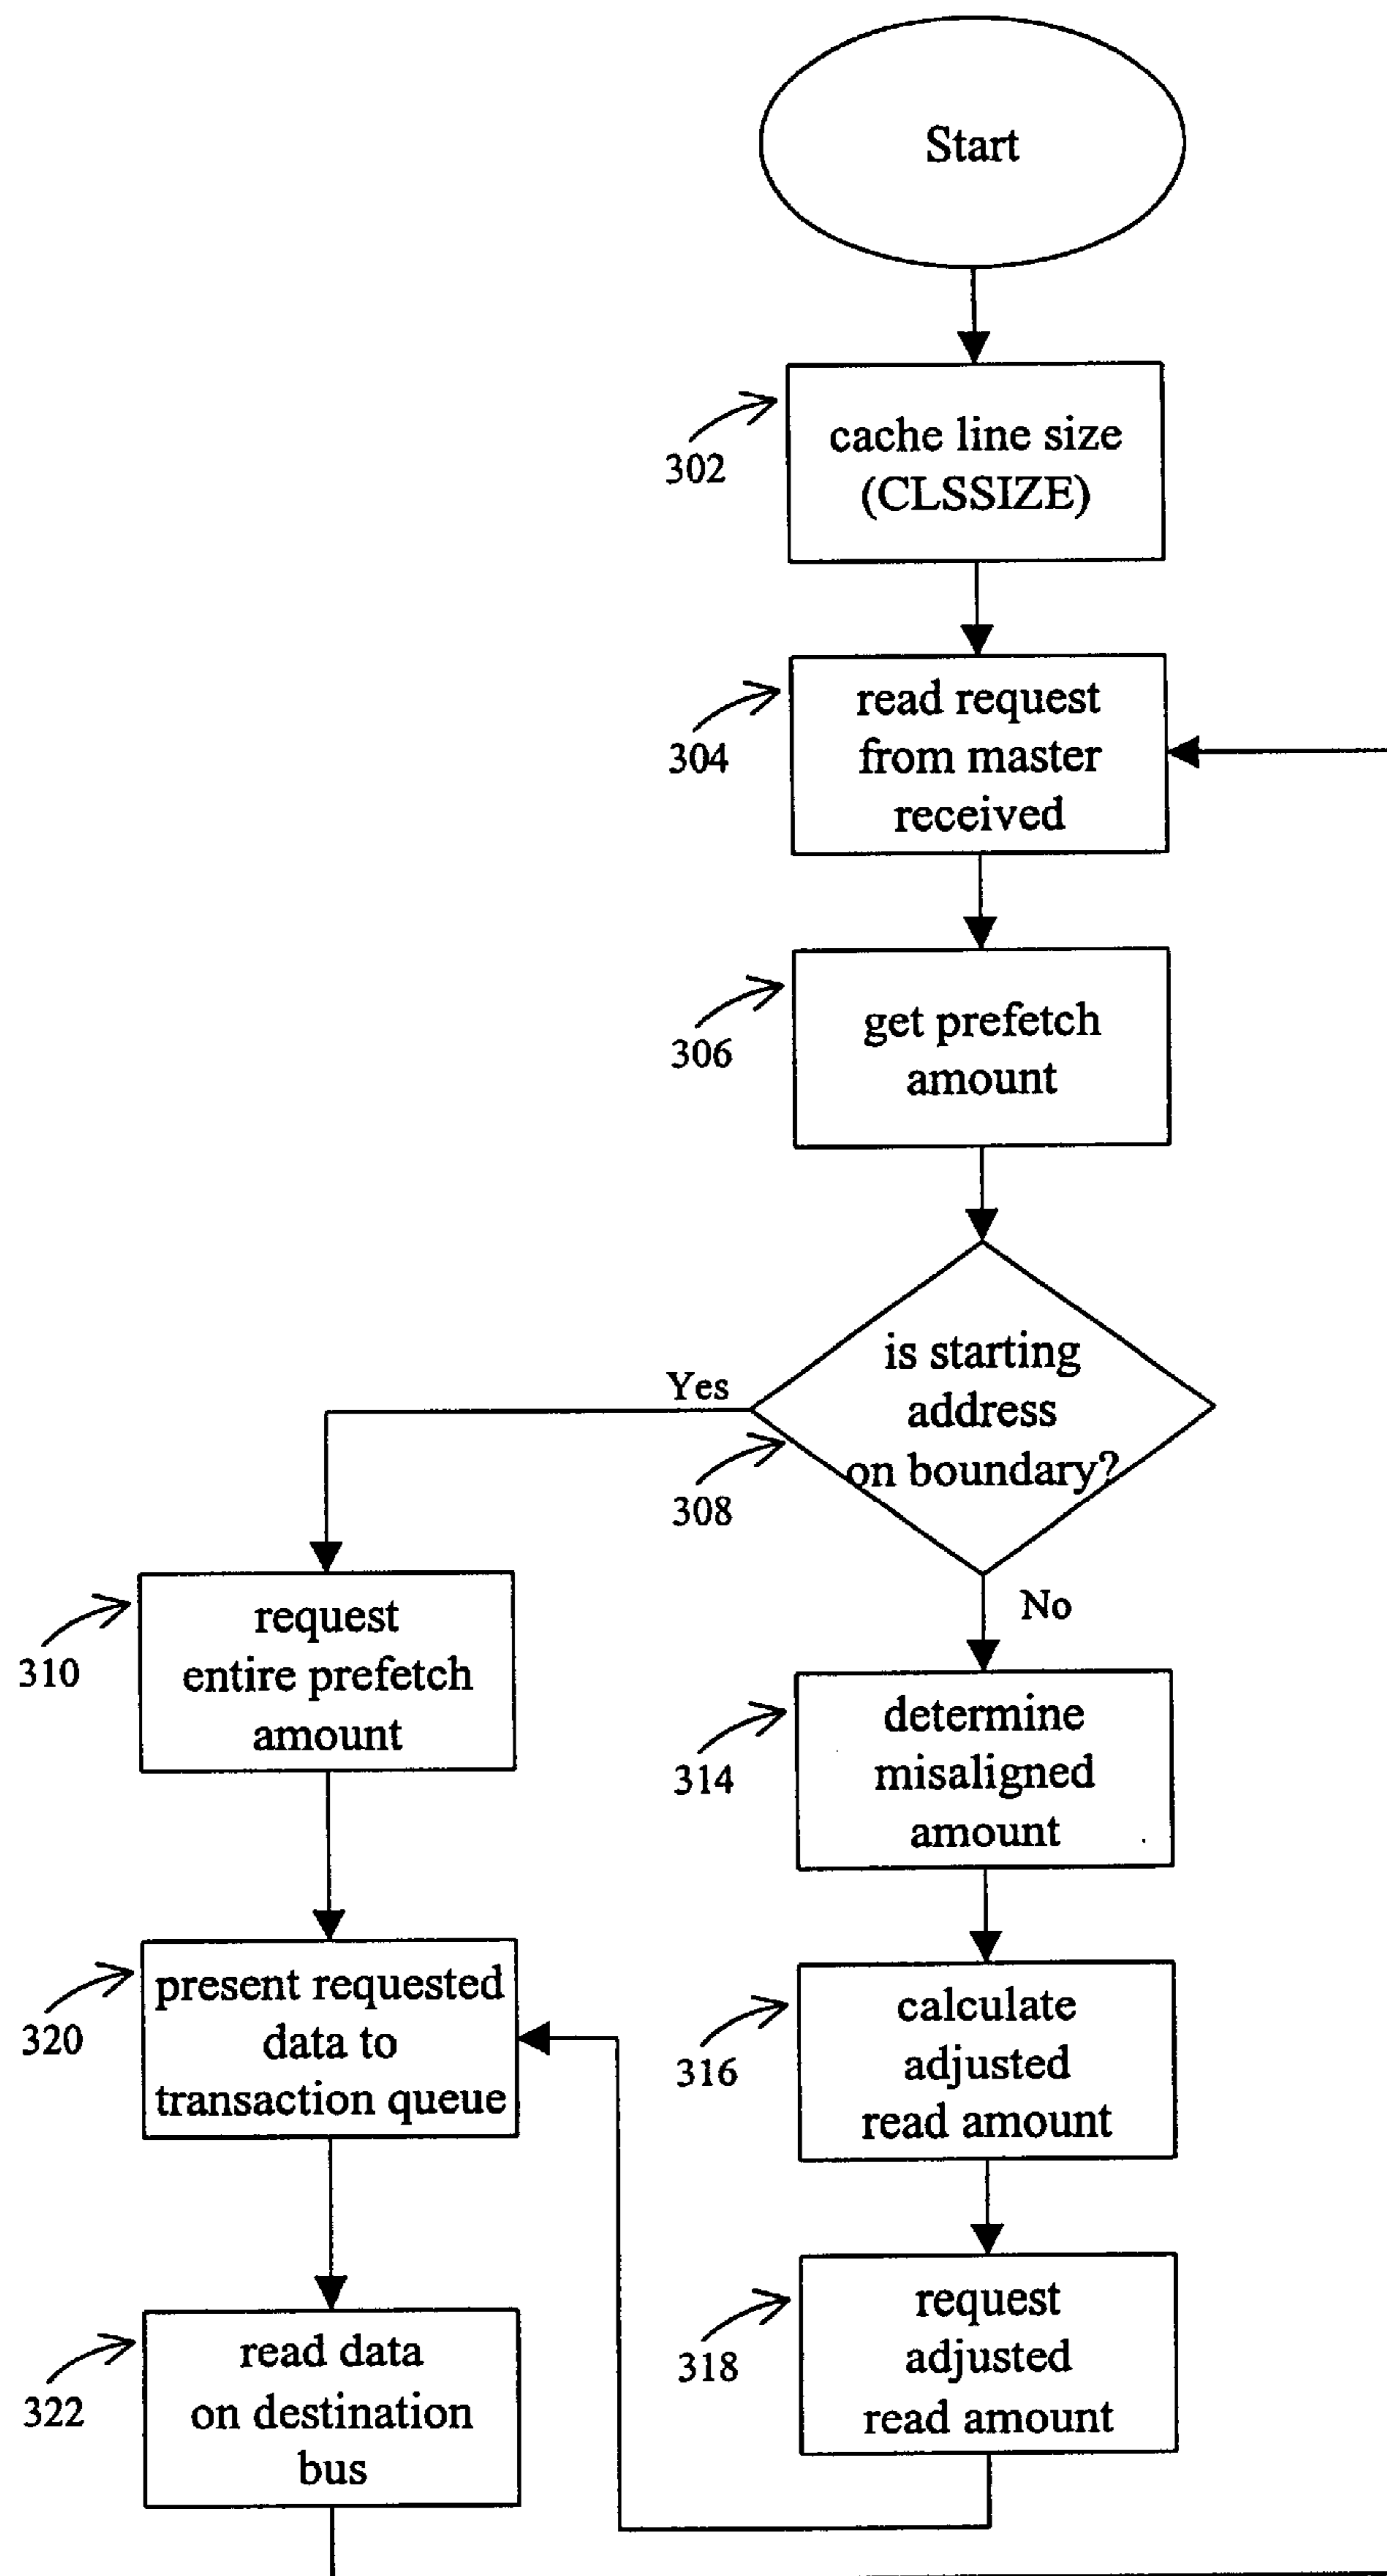 Start
302
cache line size
(CLSSIZE)
304
read request
from master
received
306
get prefetch
amount
308
is starting
address
on boundary?
Yes
No
310
request
entire prefetch
amount
314
determine
misaligned
amount
320
present requested
data to
transaction queue
316
calculate
adjusted
read amount
322
read data
on destination
bus
318
request
adjusted
read amount